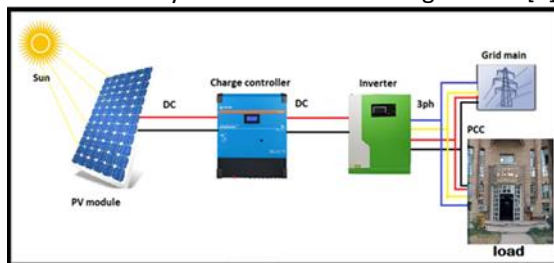 Sun
PV module
DC
Charge controller
DC
Inverter
3ph
Grid main
PCC
load